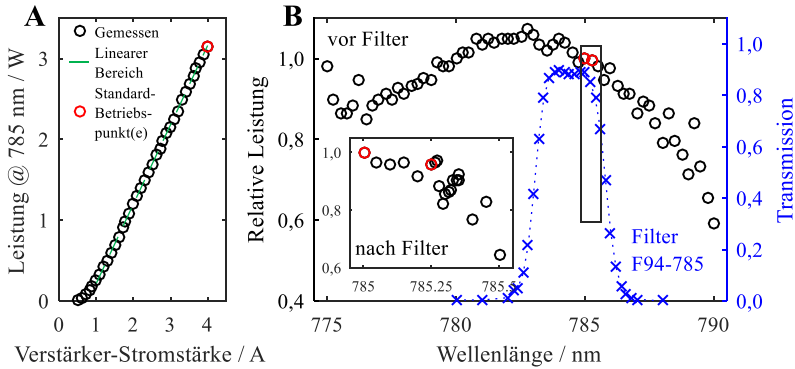 A
Gemessen
Linearer
Bereich
Standard-
Betriebs-
punkt(e)
Leistung @ 785 nm / W
3
2
1
0
0 1 2 3 4
Verstärker-Stromstärke / A
B
vor Filter
Relative Leistung
1,0
0,8
0,6
0,4
775 780 785 790
Wellenlänge / nm
Transmission
1,0
0,8
0,6
0,4
0,2
0,0
Filter
F94-785
nach Filter
1,0
0,8
0,6
785 785.25 785.5